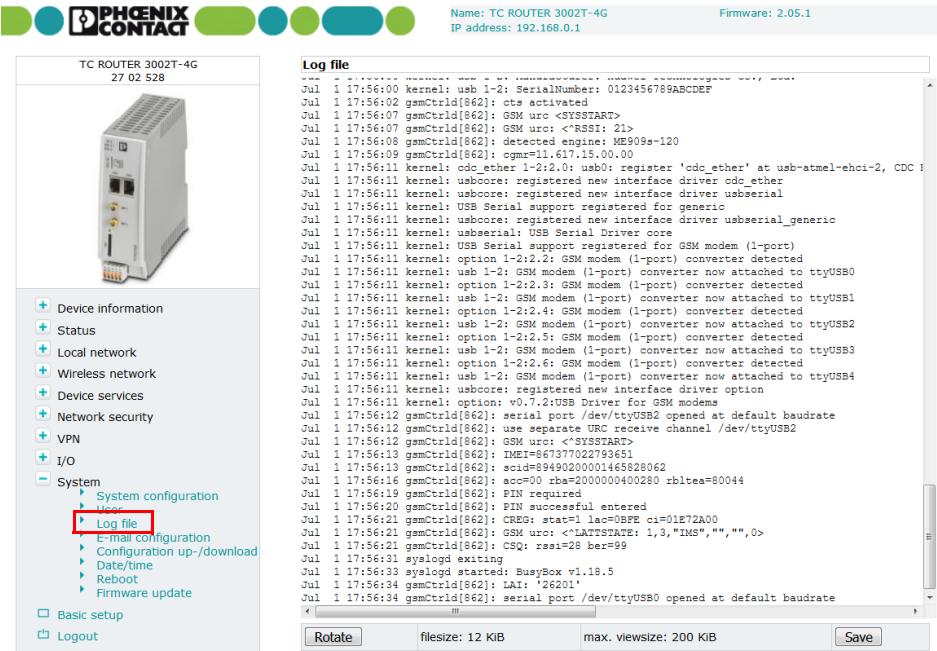 PHŒNIX
CONTACT
Name: TC ROUTER 3002T-4G
IP address: 192.168.0.1
Firmware: 2.05.1
TC ROUTER 3002T-4G
27 02 528
Device information
Status
Local network
Wireless network
Device services
Network security
VPN
I/O
System
System configuration
User
Log file
E-mail configuration
Configuration up-/download
Date/time
Reboot
Firmware update
Basic setup
Logout
Log file
Jul 1 17:56:00 kernel: usb 1-2: Manufacturer: Huawei Technologies Co., Ltd.
Jul 1 17:56:00 kernel: usb 1-2: SerialNumber: 0123456789ABCDEF
Jul 1 17:56:02 gsmCtrld[862]: cts activated
Jul 1 17:56:07 gsmCtrld[862]: GSM urc <SYSSTART>
Jul 1 17:56:07 gsmCtrld[862]: GSM urc: <^RSSI: 21>
Jul 1 17:56:08 gsmCtrld[862]: detected engine: ME909s-120
Jul 1 17:56:09 gsmCtrld[862]: cgmr=11.617.15.00.00
Jul 1 17:56:11 kernel: cdc_ether 1-2:2.0: usb0: register 'cdc_ether' at usb-atmel-ehci-2, CDC
Jul 1 17:56:11 kernel: usbcore: registered new interface driver cdc_ether
Jul 1 17:56:11 kernel: usbcore: registered new interface driver usbserial
Jul 1 17:56:11 kernel: USB Serial support registered for generic
Jul 1 17:56:11 kernel: usbcore: registered new interface driver usbserial_generic
Jul 1 17:56:11 kernel: usbserial: USB Serial Driver core
Jul 1 17:56:11 kernel: USB Serial support registered for GSM modem (1-port)
Jul 1 17:56:11 kernel: option 1-2:2.2: GSM modem (1-port) converter detected
Jul 1 17:56:11 kernel: usb 1-2: GSM modem (1-port) converter now attached to ttyUSB0
Jul 1 17:56:11 kernel: option 1-2:2.3: GSM modem (1-port) converter detected
Jul 1 17:56:11 kernel: usb 1-2: GSM modem (1-port) converter now attached to ttyUSB1
Jul 1 17:56:11 kernel: option 1-2:2.4: GSM modem (1-port) converter detected
Jul 1 17:56:11 kernel: usb 1-2: GSM modem (1-port) converter now attached to ttyUSB2
Jul 1 17:56:11 kernel: option 1-2:2.5: GSM modem (1-port) converter detected
Jul 1 17:56:11 kernel: usb 1-2: GSM modem (1-port) converter now attached to ttyUSB3
Jul 1 17:56:11 kernel: option 1-2:2.6: GSM modem (1-port) converter detected
Jul 1 17:56:11 kernel: usb 1-2: GSM modem (1-port) converter now attached to ttyUSB4
Jul 1 17:56:11 kernel: usbcore: registered new interface driver option
Jul 1 17:56:11 kernel: option: v0.7.2:USB Driver for GSM modems
Jul 1 17:56:12 gsmCtrld[862]: serial port /dev/ttyUSB2 opened at default baudrate
Jul 1 17:56:12 gsmCtrld[862]: use separate URC receive channel /dev/ttyUSB2
Jul 1 17:56:12 gsmCtrld[862]: GSM urc: <^SYSSTART>
Jul 1 17:56:13 gsmCtrld[862]: IMEI=867377022793651
Jul 1 17:56:13 gsmCtrld[862]: scid=89490200001465828062
Jul 1 17:56:16 gsmCtrld[862]: acc=00 rba=2000000400280 rbltea=80044
Jul 1 17:56:19 gsmCtrld[862]: PIN required
Jul 1 17:56:20 gsmCtrld[862]: PIN successful entered
Jul 1 17:56:21 gsmCtrld[862]: CREG: stat=1 lac=0BFE ci=01E72A00
Jul 1 17:56:21 gsmCtrld[862]: GSM urc: <^LATTSTATE: 1,3,"IMS","","",0>
Jul 1 17:56:21 gsmCtrld[862]: CSQ: rssi=28 ber=99
Jul 1 17:56:31 syslogd exiting
Jul 1 17:56:33 syslogd started: BusyBox v1.18.5
Jul 1 17:56:34 gsmCtrld[862]: LAI: '26201'
Jul 1 17:56:34 gsmCtrld[862]: serial port /dev/ttyUSB0 opened at default baudrate
Rotate
filesize: 12 KiB
max. viewsize: 200 KiB
Save